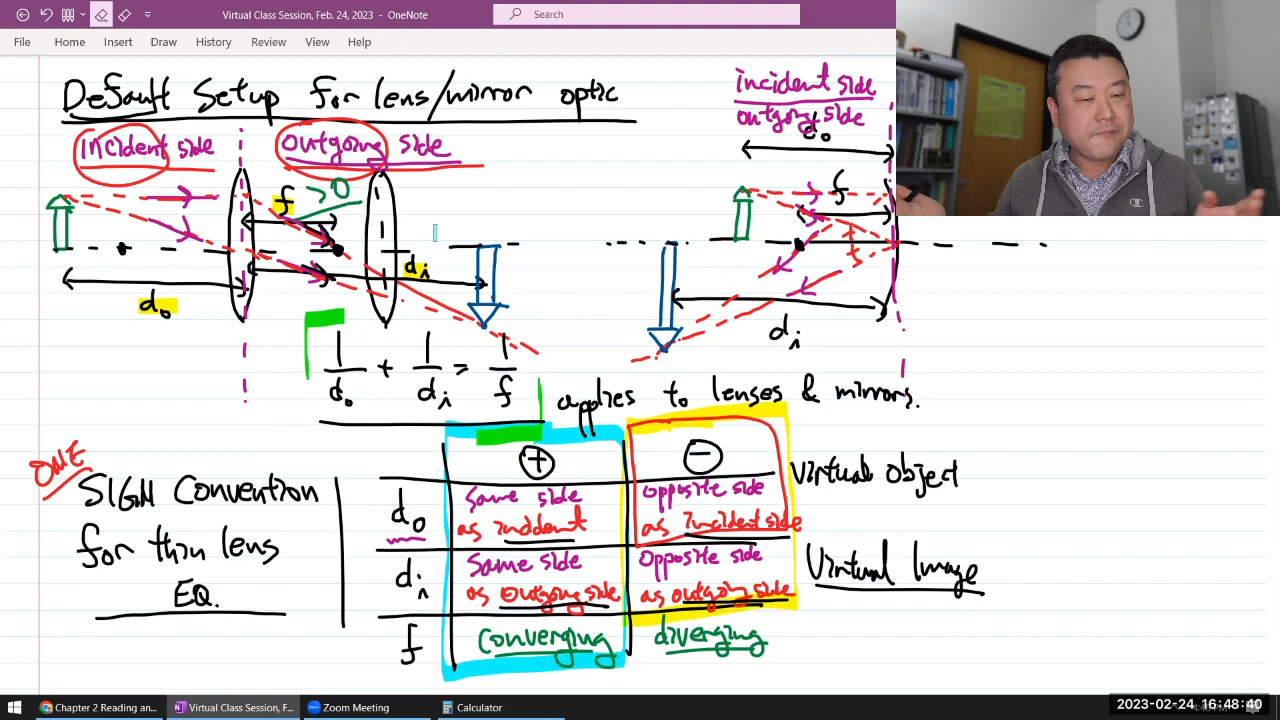 Virtual Class Session, Feb. 24, 2023 - OneNote
Search
File Home Insert Draw History Review View Help
Default Setup for lens/mirror optic
incident side
outgoing side
incident side
outgoing side
d₀
f >0
f
f
f
di
d₀
di
1/d₀ + 1/di = 1/f
applies to lenses & mirrors.
ONE
SIGN Convention
for thin lens
EQ.
+ −
d₀
Same side
as incident
Opposite side
as incident side
Virtual object
di
Same side
as outgoing side
Opposite side
as outgoing side
Virtual Image
f
Converging
diverging
Chapter 2 Reading an...
Virtual Class Session, F...
Zoom Meeting
Calculator
2023-02-24 16:48:40